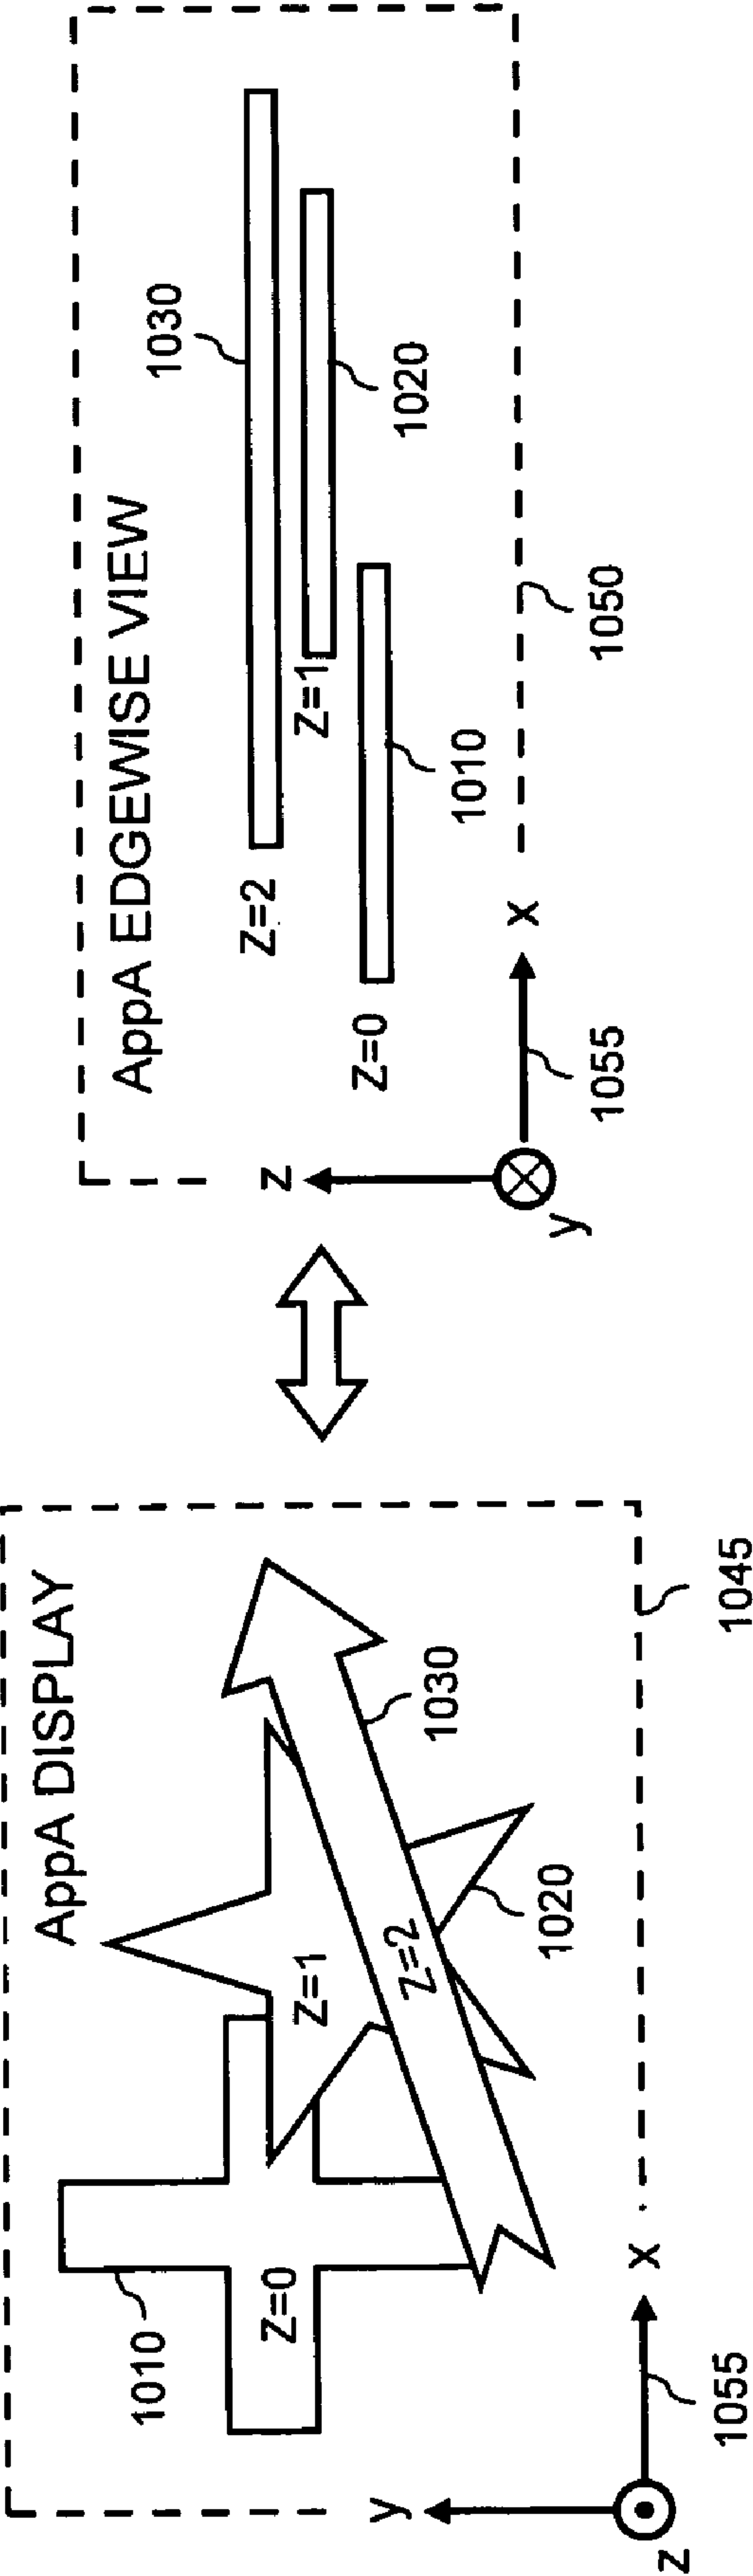 AppA DISPLAY
1010
Z=0
Z=1
Z=2
1030
1020
y
x
z
1055
1045
AppA EDGEWISE VIEW
1030
Z=2
Z=1
1020
Z=0
1010
z
x
y
1055
1050